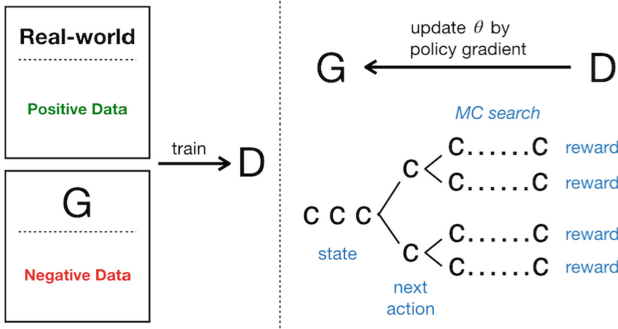 Real-world
Positive Data
G
Negative Data
train
D
update θ by
policy gradient
G
D
MC search
C......C reward
C
C......C reward
C C C
state
C......C reward
C
C......C reward
next
action